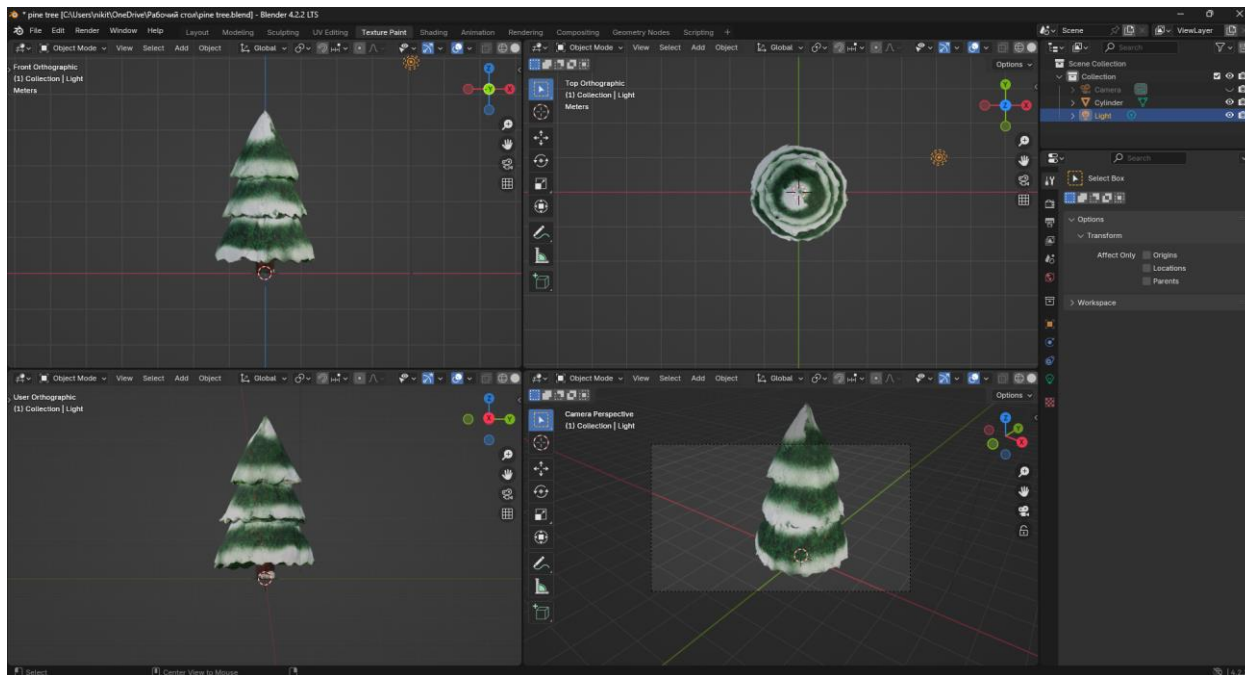 * pine tree [C:\Users\nikit\OneDrive\Рабочий стол\pine tree.blend] - Blender 4.2.2 LTS
File Edit Render Window Help Layout Modeling Sculpting UV Editing Texture Paint Shading Animation Rendering Compositing Geometry Nodes Scripting + Scene ViewLayer
Object Mode View Select Add Object Global
Object Mode View Select Add Object Global
Search
Options
Front Orthographic
(1) Collection | Light
Meters
Z
-Y
X
Top Orthographic
(1) Collection | Light
Meters
Y
Z
X
Scene Collection
Collection
Camera
Cylinder
Light
Search
Select Box
Options
Transform
Affect Only Origins
Locations
Parents
Workspace
Object Mode View Select Add Object Global
Object Mode View Select Add Object Global
Options
User Orthographic
(1) Collection | Light
Z
X
Y
Camera Perspective
(1) Collection | Light
Z
Y
X
Select Center View to Mouse